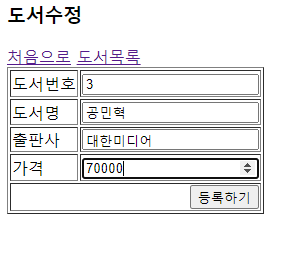 도서수정
처음으로 도서목록
도서번호 3
도서명 공민혁
출판사 대한미디어
가격 70000
등록하기